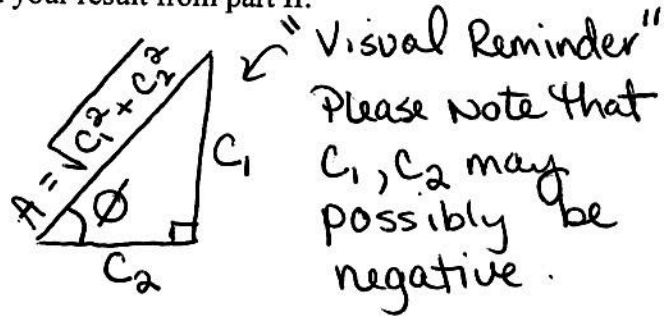 your result from part II.
"Visual Reminder"
Please Note that
C₁, C₂ may
possibly be
negative.
A = √C₁² + C₂²
φ
C₁
C₂